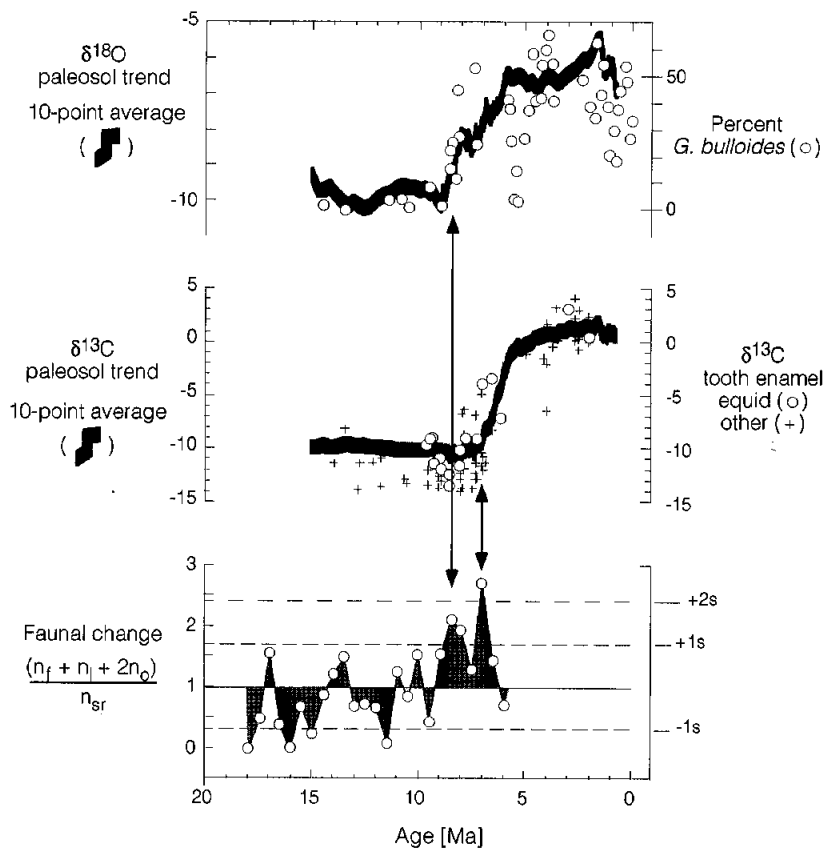 -5
-10
δ18O
paleosol trend
10-point average
( )
50
0
Percent
G. bulloides (○)
5
0
-5
-10
-15
δ13C
paleosol trend
10-point average
( )
5
0
-5
-10
-15
δ13C
tooth enamel
equid (○)
other (+)
3
2
1
0
Faunal change
(nf + nl + 2no)
nsr
+2s
+1s
-1s
20 15 10 5 0
Age [Ma]